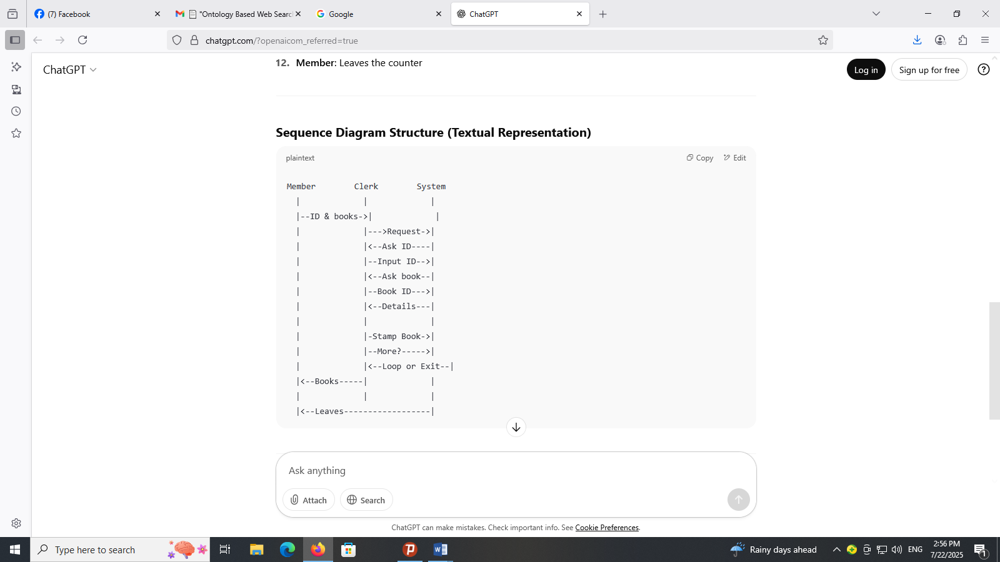 (7) Facebook
"Ontology Based Web Searc
Google
ChatGPT
chatgpt.com/?openaicom_referred=true
ChatGPT
Log in
Sign up for free
12. Member: Leaves the counter
Sequence Diagram Structure (Textual Representation)
plaintext
Copy
Edit
Member        Clerk        System
  |             |             |
  |--ID & books->|             |
  |             |--->Request->|
  |             |<--Ask ID----|
  |             |--Input ID-->|
  |             |<--Ask book--|
  |             |--Book ID--->|
  |             |<--Details---|
  |             |             |
  |             |-Stamp Book->|
  |             |--More?----->|
  |             |<--Loop or Exit--|
  |<--Books-----|             |
  |             |             |
  |<--Leaves------------------|
Ask anything
Attach
Search
ChatGPT can make mistakes. Check important info. See Cookie Preferences.
Type here to search
Rainy days ahead
ENG
2:56 PM
7/22/2025
1